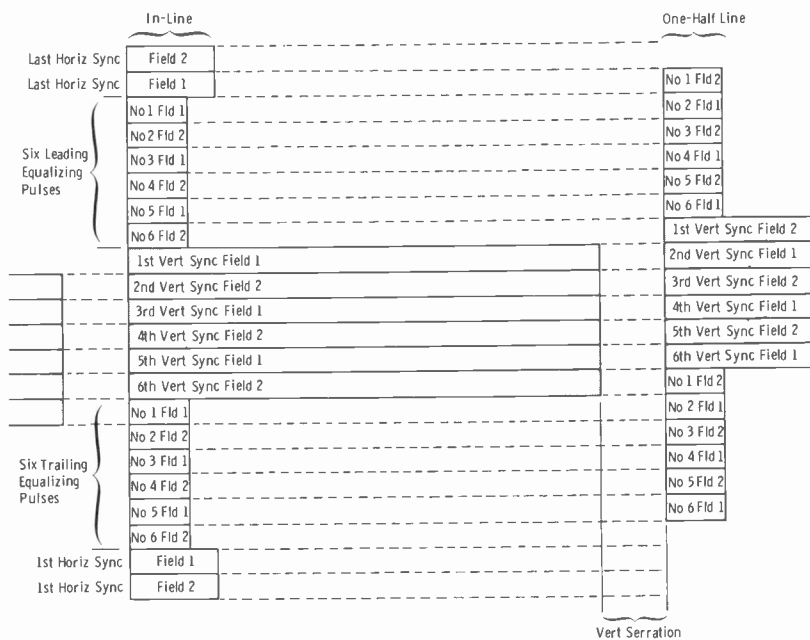 In-Line
One-Half Line
Last Horiz Sync Field 2
Last Horiz Sync Field 1
No 1 Fld 2
No 1 Fld 1
No 2 Fld 1
No 2 Fld 2
No 3 Fld 2
Six Leading
Equalizing
Pulses
No 3 Fld 1
No 4 Fld 1
No 4 Fld 2
No 5 Fld 2
No 5 Fld 1
No 6 Fld 1
No 6 Fld 2
1st Vert Sync Field 2
1st Vert Sync Field 1
2nd Vert Sync Field 1
2nd Vert Sync Field 2
3rd Vert Sync Field 2
3rd Vert Sync Field 1
4th Vert Sync Field 1
4th Vert Sync Field 2
5th Vert Sync Field 2
5th Vert Sync Field 1
6th Vert Sync Field 1
6th Vert Sync Field 2
No 1 Fld 2
No 1 Fld 1
No 2 Fld 1
No 2 Fld 2
No 3 Fld 2
Six Trailing
Equalizing
Pulses
No 3 Fld 1
No 4 Fld 1
No 4 Fld 2
No 5 Fld 2
No 5 Fld 1
No 6 Fld 1
No 6 Fld 2
1st Horiz Sync Field 1
1st Horiz Sync Field 2
Vert Serration